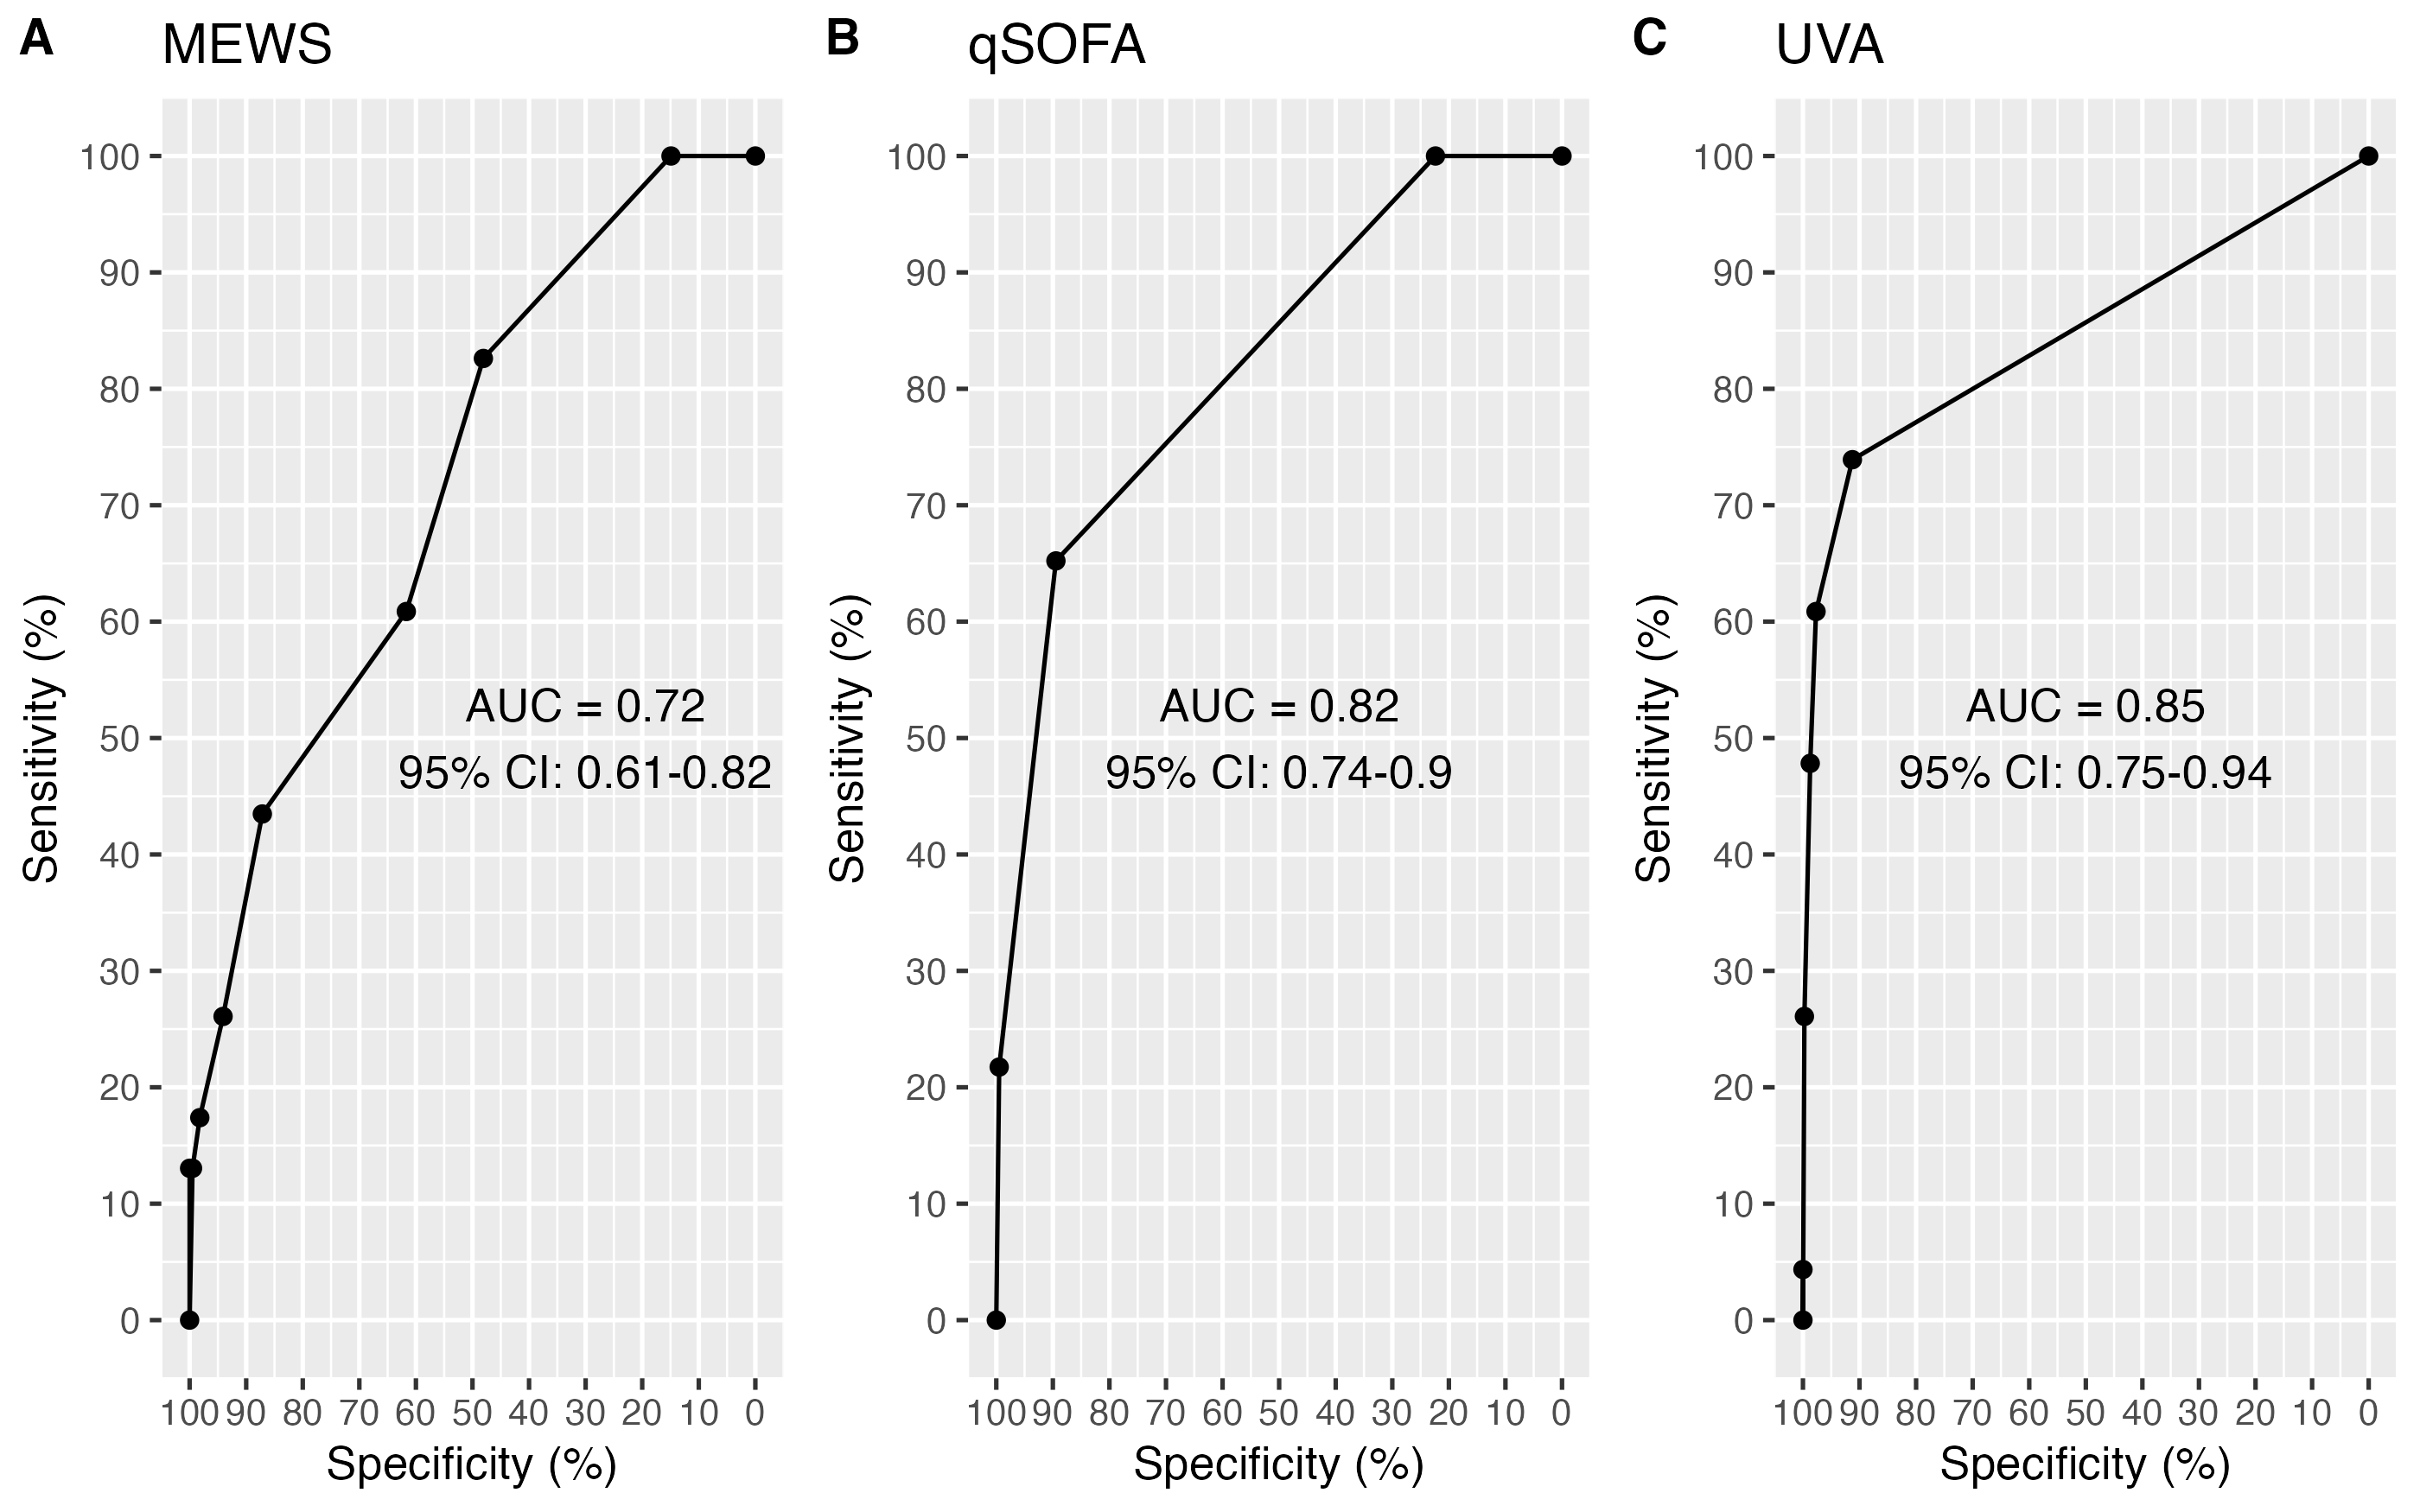 A MEWS
Sensitivity (%)
100
90
80
70
60
50
40
30
20
10
0
AUC = 0.72
95% CI: 0.61-0.82
100 90 80 70 60 50 40 30 20 10 0
Specificity (%)
B qSOFA
Sensitivity (%)
100
90
80
70
60
50
40
30
20
10
0
AUC = 0.82
95% CI: 0.74-0.9
100 90 80 70 60 50 40 30 20 10 0
Specificity (%)
C UVA
Sensitivity (%)
100
90
80
70
60
50
40
30
20
10
0
AUC = 0.85
95% CI: 0.75-0.94
100 90 80 70 60 50 40 30 20 10 0
Specificity (%)